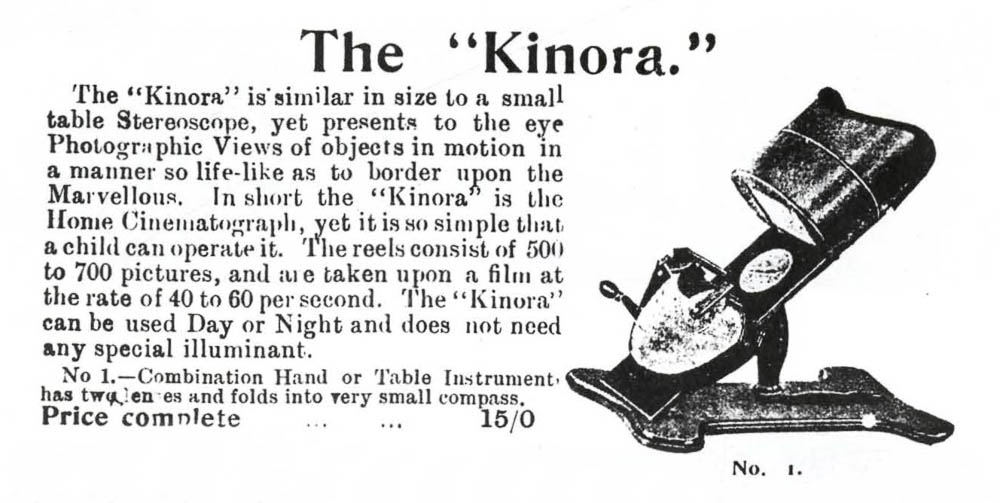 The “Kinora.”
The “Kinora” is similar in size to a small
table Stereoscope, yet presents to the eye
Photographic Views of objects in motion in
a manner so life-like as to border upon the
Marvellous. In short the “Kinora” is the
Home Cinematograph, yet it is so simple that
a child can operate it. The reels consist of 500
to 700 pictures, and are taken upon a film at
the rate of 40 to 60 per second. The “Kinora”
can be used Day or Night and does not need
any special illuminant.
No 1.—Combination Hand or Table Instrument,
has two lenses and folds into very small compass.
Price complete ... ... 15/0
No. 1.